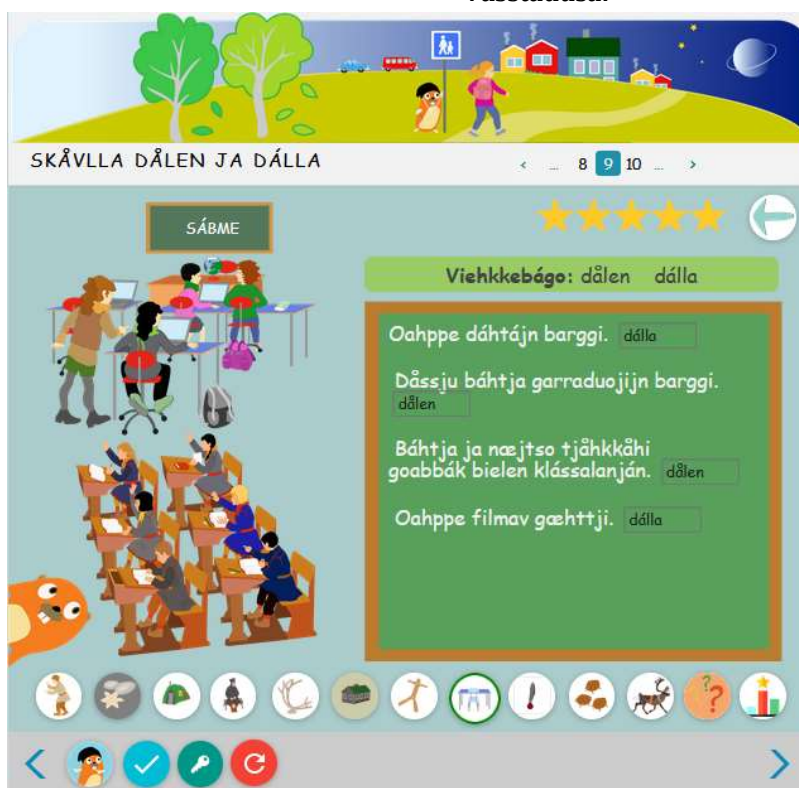 SKÅVLLA DÅLEN JA DÁLLA
‹ ... 8 9 10 ... ›
SÁBME
Viehkkebágo: dålen dálla
Oahppe dáhtájn barggi. dálla
Dåssju báhtja garraduojijn barggi.
dålen
Báhtja ja næjtso tjåhkkåhi
goabbák bielen klássalanján. dålen
Oahppe filmav gæhttji. dálla
? ?
?